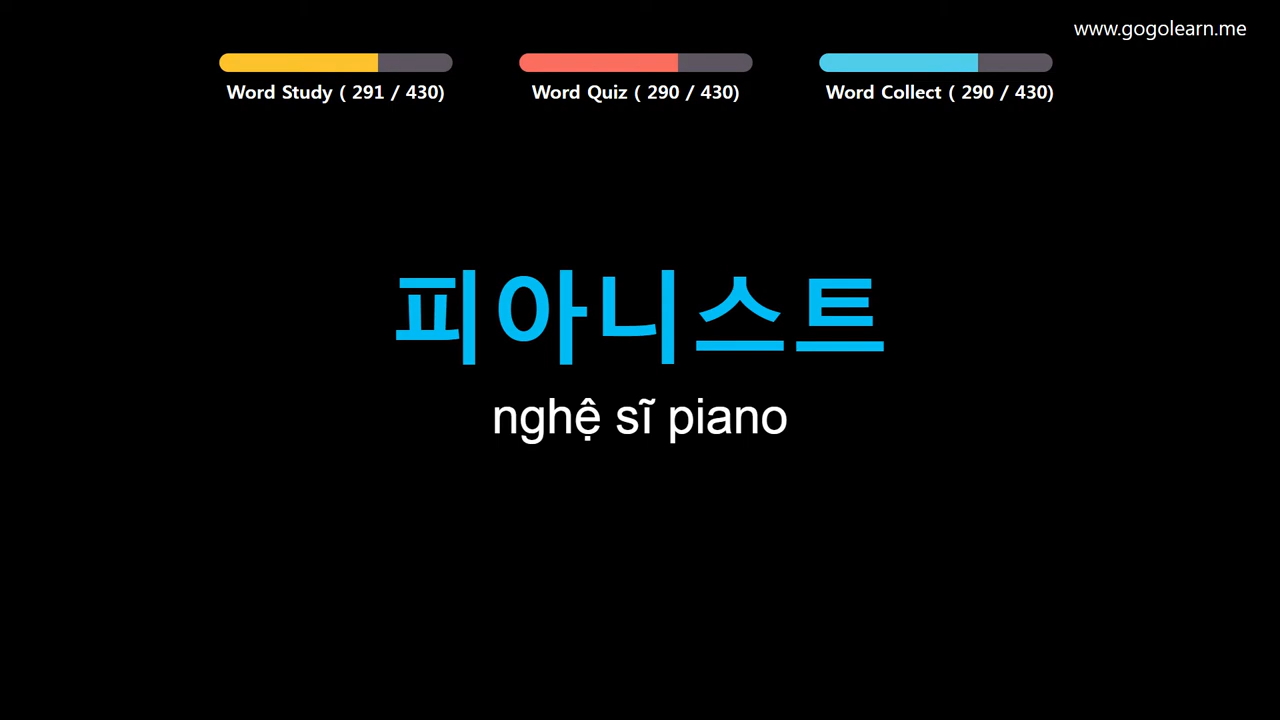 www.gogolearn.me
Word Study ( 291 / 430) Word Quiz ( 290 / 430) Word Collect ( 290 / 430)
피아니스트
nghệ sĩ piano